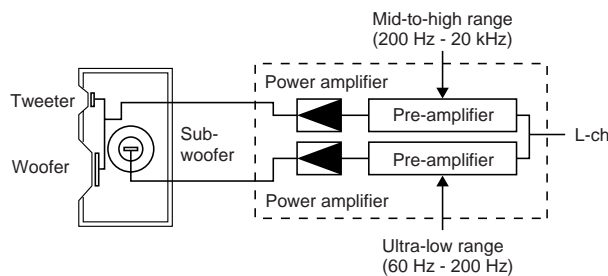 Mid-to-high range
(200 Hz - 20 kHz)
Power amplifier
Tweeter
Pre-amplifier
Sub-
woofer
L-ch
Woofer
Pre-amplifier
Power amplifier
Ultra-low range
(60 Hz - 200 Hz)